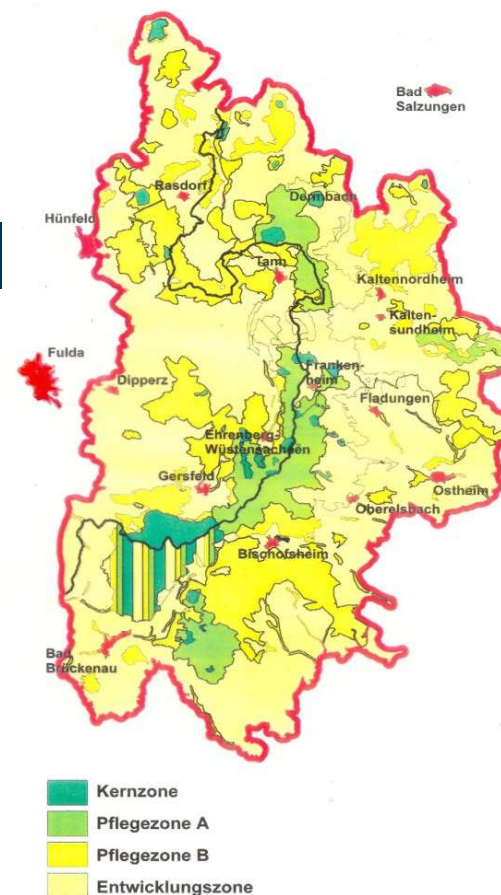 Bad
Salzungen
Rasdorf
Dermbach
Hünfeld
Tann
Kaltennordheim
Kalten-
sundheim
Fulda
Franken-
heim
Dipperz
Fladungen
Ehrenberg-
Wüstensachsen
Gersfeld
Ostheim
Oberelsbach
Bischofsheim
Bad
Brückenau
Kernzone
Pflegezone A
Pflegezone B
Entwicklungszone